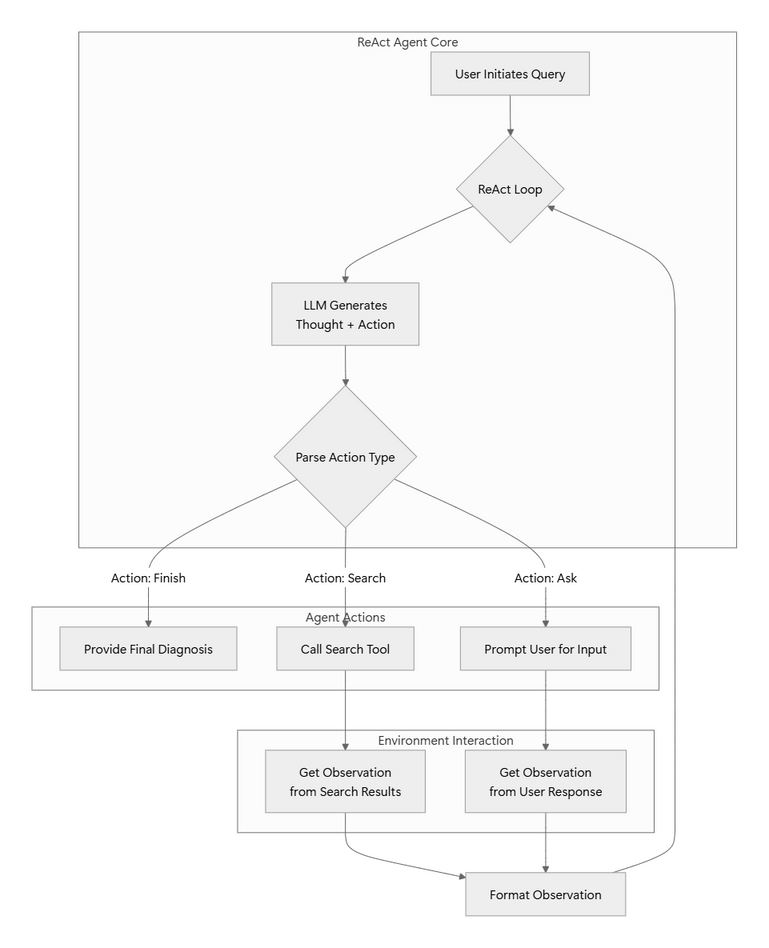 ReAct Agent Core
User Initiates Query
ReAct Loop
LLM Generates
Thought + Action
Parse Action Type
Action: Finish
Action: Search
Action: Ask
Agent Actions
Provide Final Diagnosis
Call Search Tool
Prompt User for Input
Environment Interaction
Get Observation
from Search Results
Get Observation
from User Response
Format Observation